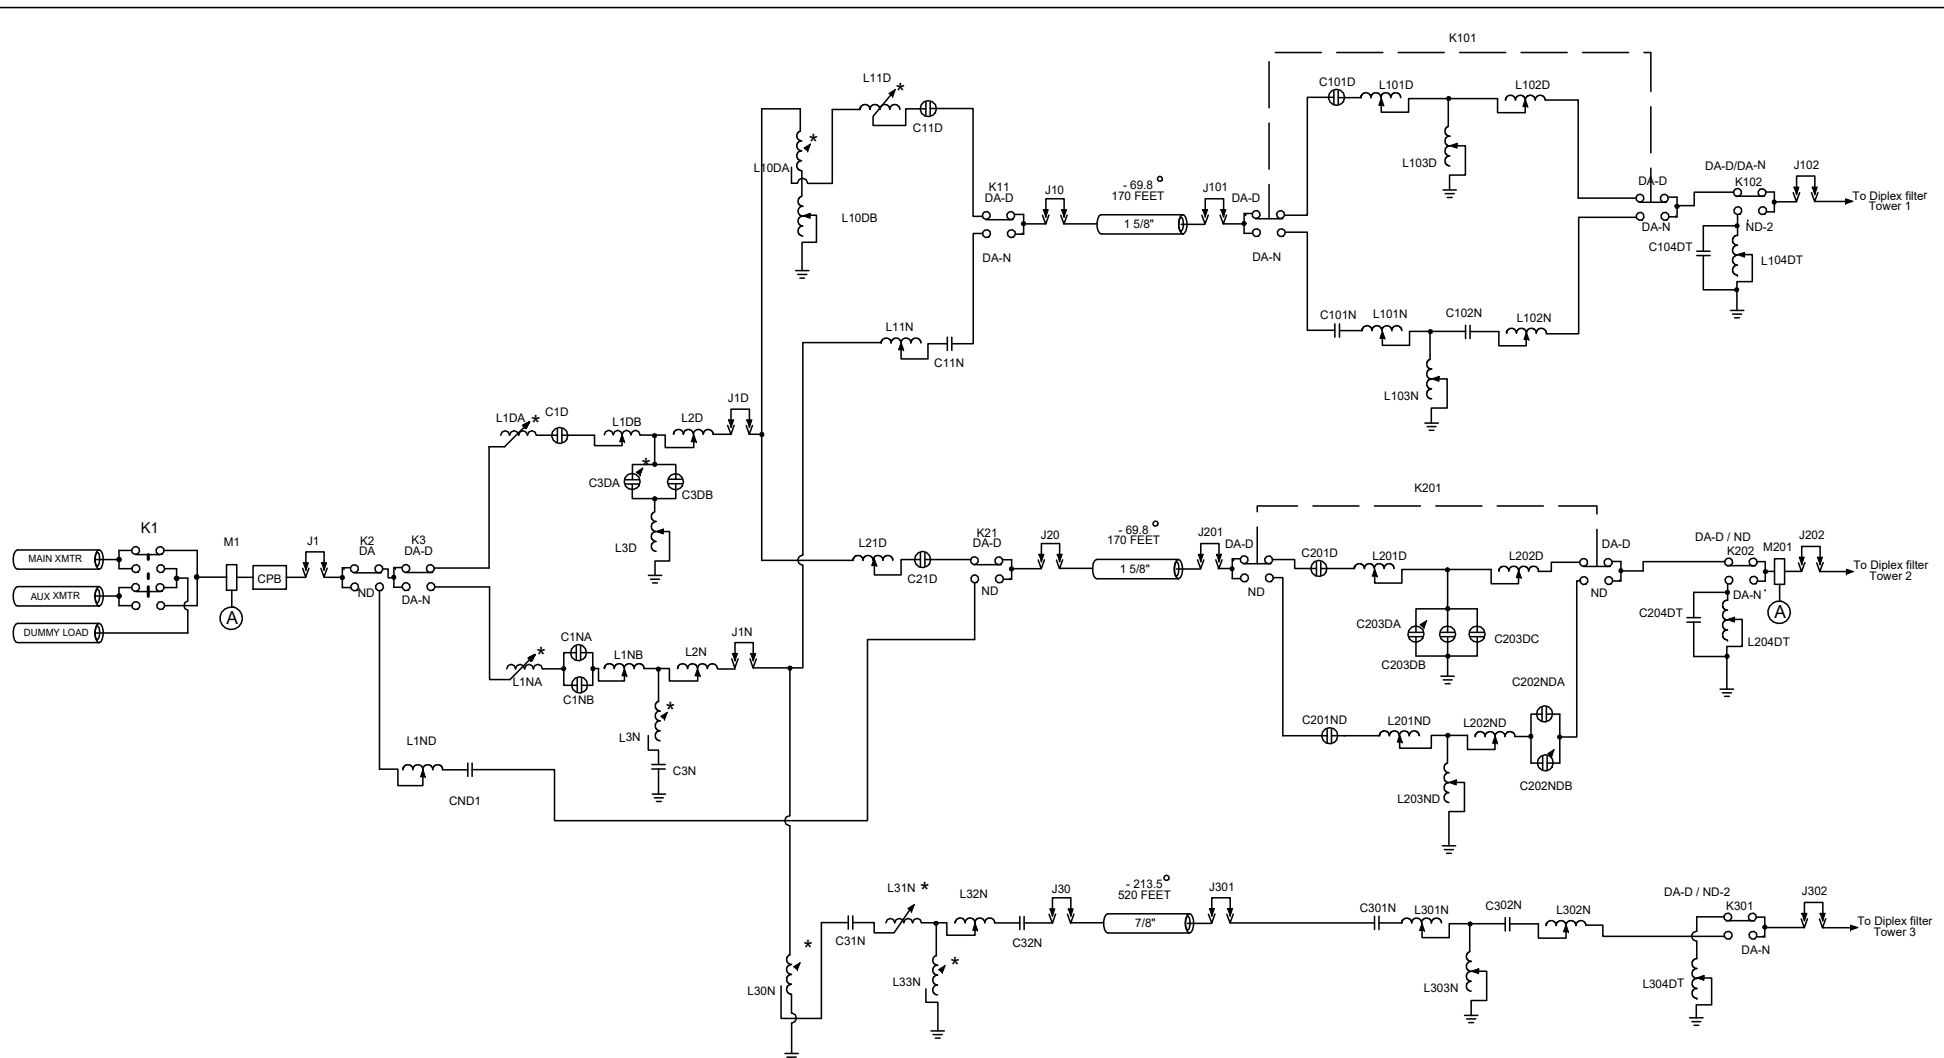 K101
L11D *
C11D
C101D
L101D
L102D
L103D
*
L10DA
L10DB
K11
DA-D
DA-N
J10
- 69.8°
170 FEET
1 5/8"
J101
DA-D
DA-N
DA-D
DA-N
DA-D/DA-N
K102
ND-2
J102
To Diplex filter
Tower 1
C104DT
L104DT
L11N
C11N
C101N
L101N
C102N
L102N
L103N
L1DA *
C1D
L1DB
L2D
J1D
*
C3DA
C3DB
L3D
K1
MAIN XMTR
AUX XMTR
DUMMY LOAD
M1
A
CPB
J1
K2
DA
ND
K3
DA-D
DA-N
L21D
C21D
K21
DA-D
ND
J20
- 69.8°
170 FEET
1 5/8"
J201
DA-D
ND
K201
C201D
L201D
L202D
DA-D
ND
C203DA
C203DB
C203DC
DA-D / ND
K202
DA-N
M201
A
J202
To Diplex filter
Tower 2
C204DT
L204DT
L1NA
*
C1NA
C1NB
L1NB
L2N
J1N
L3N
*
C3N
L1ND
CND1
C201ND
L201ND
L202ND
C202NDA
C202NDB
L203ND
L30N
*
C31N
L31N *
L32N
L33N
*
C32N
J30
- 213.5°
520 FEET
7/8"
J301
C301N
L301N
C302N
L302N
L303N
DA-D / ND-2
K301
DA-N
L304DT
J302
To Diplex filter
Tower 3